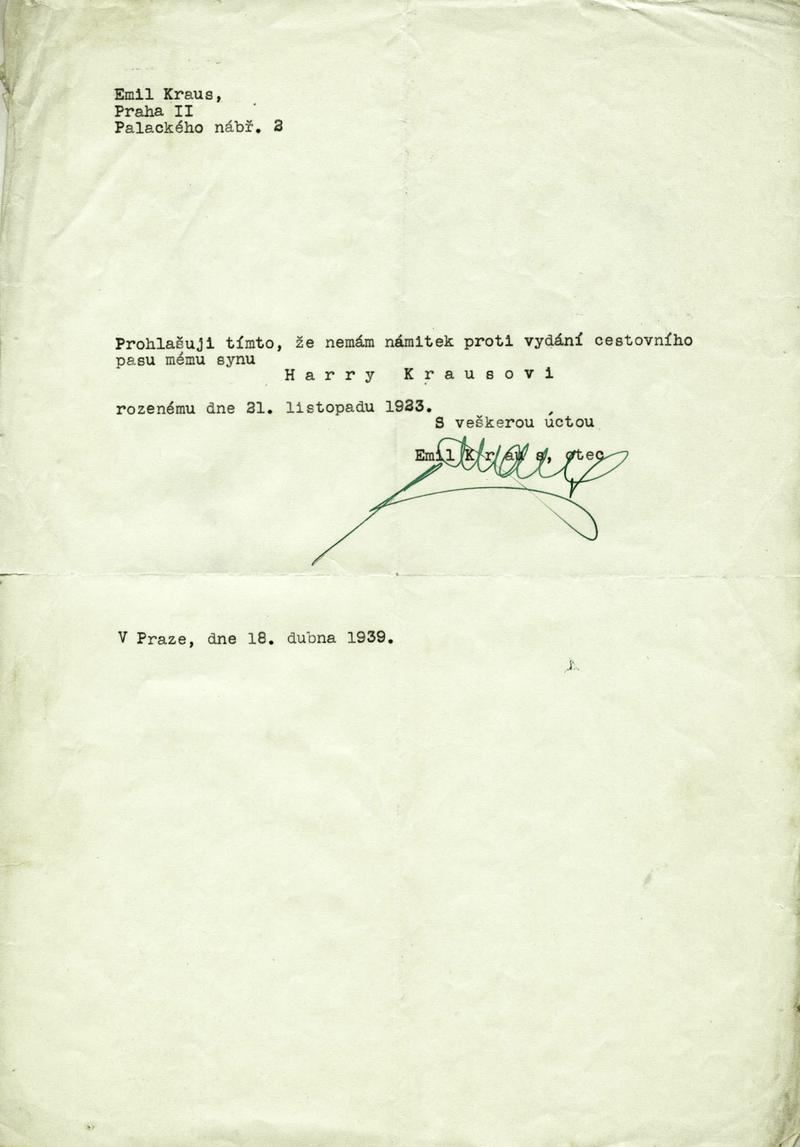 Emil Kraus,
Praha II
Palackého nábř. 2
Prohlašuji tímto, že nemám námitek proti vydání cestovního
pasu mému synu
H a r r y K r a u s o v i
rozenému dne 21. listopadu 1923.
S veškerou úctou
Emil K r a u s, otec
V Praze, dne 18. dubna 1939.